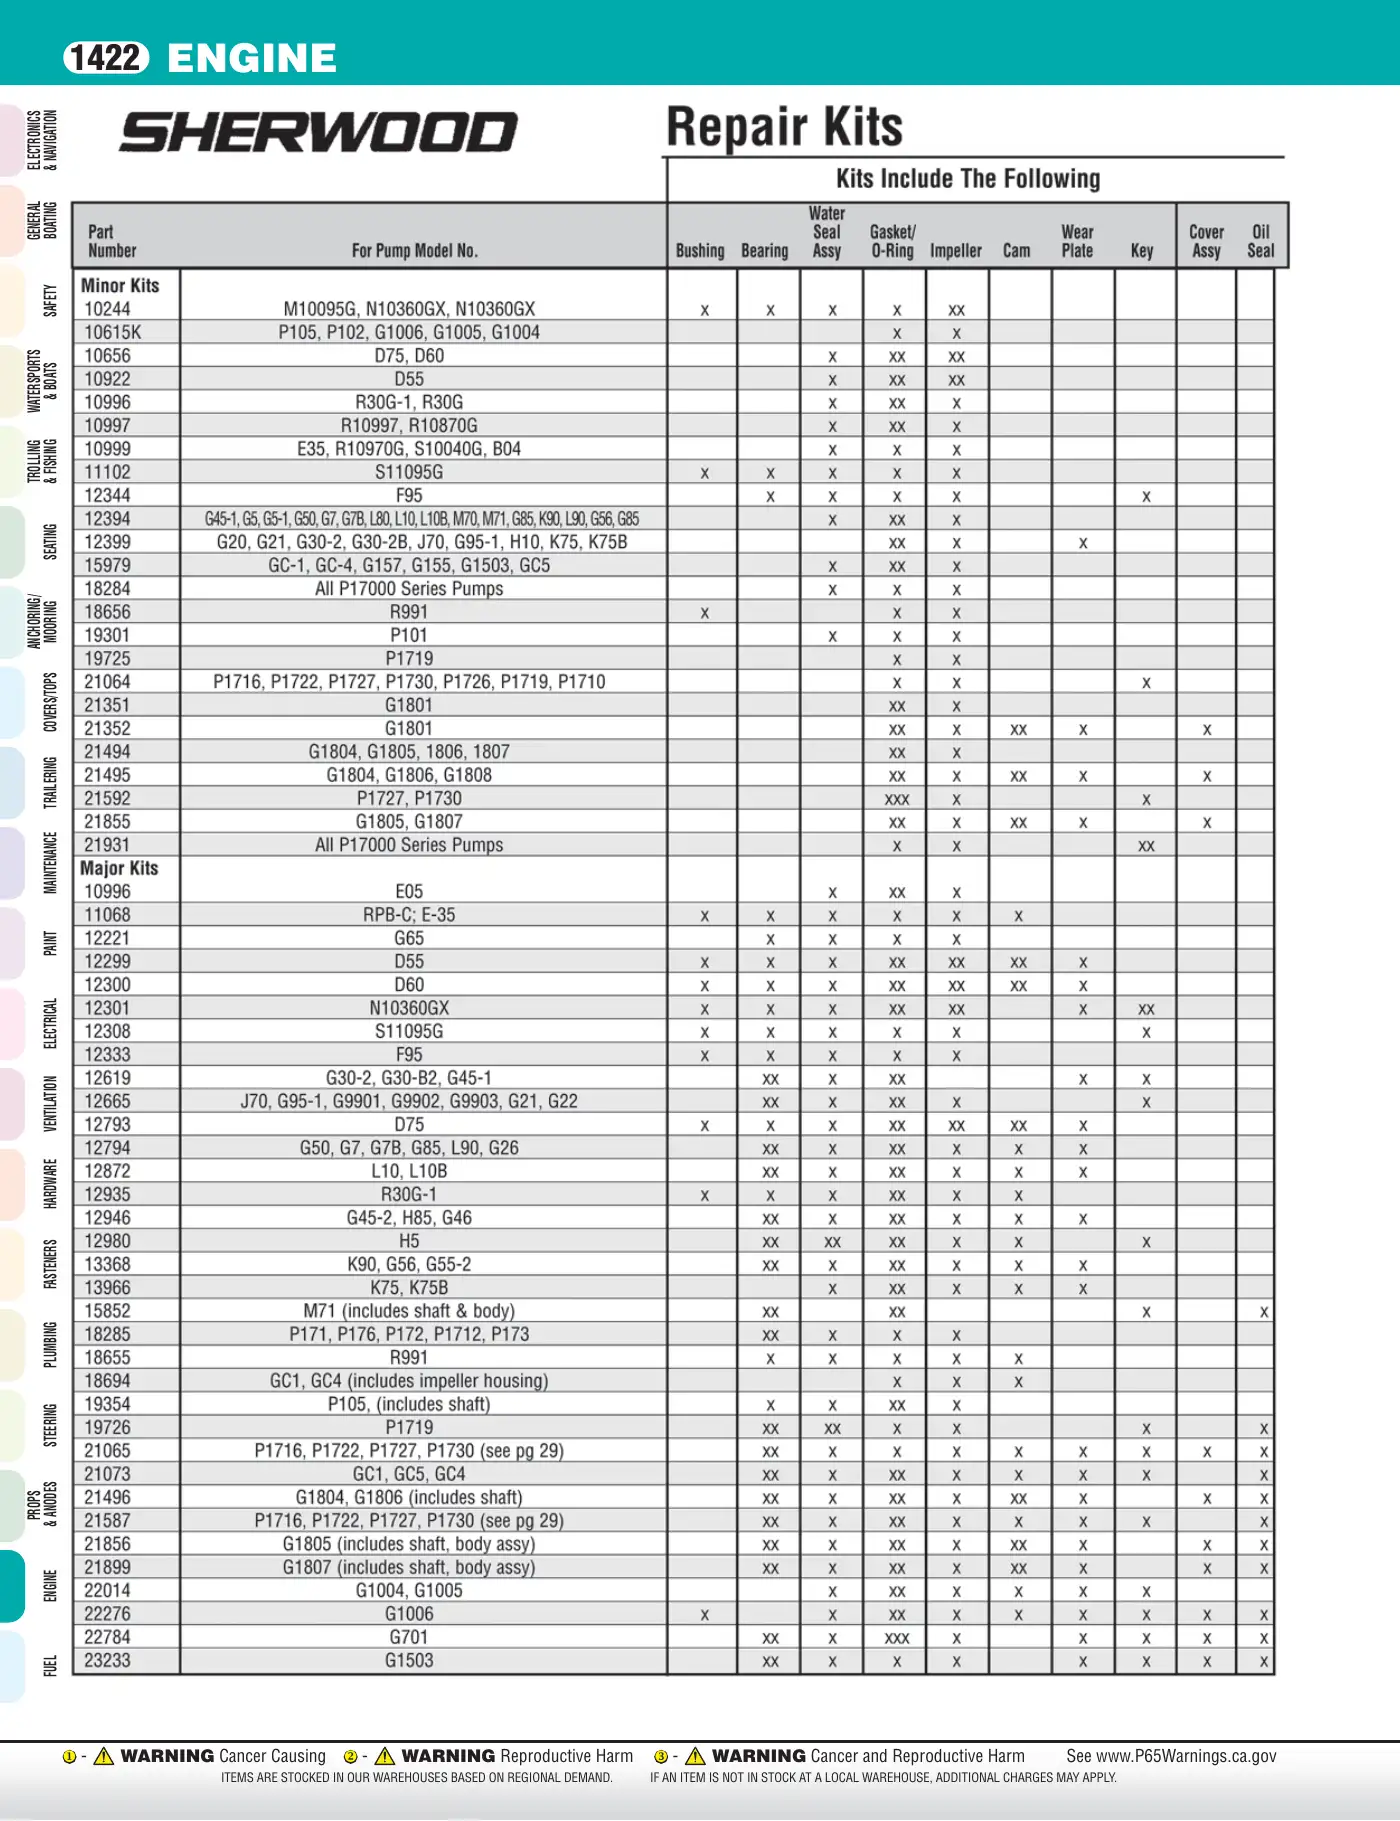 1422 ENGINE
SHERWOOD
Repair Kits
Kits Include The Following
Part Number For Pump Model No. Bushing Bearing Water Seal Assy Gasket/ O-Ring Impeller Cam Wear Plate Key Cover Assy Oil Seal
Minor Kits
10244 M10095G, N10360GX, N10360GX x x x x xx
10615K P105, P102, G1006, G1005, G1004 x x
10656 D75, D60 x xx xx
10922 D55 x xx xx
10996 R30G-1, R30G x xx x
10997 R10997, R10870G x xx x
10999 E35, R10970G, S10040G, B04 x x x
11102 S11095G x x x x x
12344 F95 x x x x x
12394 G45-1, G5, G5-1, G50, G7, G7B, L80, L10, L10B, M70, M71, G85, K90, L90, G56, G85 x xx x
12399 G20, G21, G30-2, G30-2B, J70, G95-1, H10, K75, K75B xx x x
15979 GC-1, GC-4, G157, G155, G1503, GC5 x xx x
18284 All P17000 Series Pumps x x x
18656 R991 x x x
19301 P101 x x x
19725 P1719 x x
21064 P1716, P1722, P1727, P1730, P1726, P1719, P1710 x x x
21351 G1801 xx x
21352 G1801 xx x xx x x
21494 G1804, G1805, 1806, 1807 xx x
21495 G1804, G1806, G1808 xx x xx x x
21592 P1727, P1730 xxx x x
21855 G1805, G1807 xx x xx x x
21931 All P17000 Series Pumps x x xx
Major Kits
10996 E05 x xx x
11068 RPB-C; E-35 x x x x x x
12221 G65 x x x x
12299 D55 x x x xx xx xx x
12300 D60 x x x xx xx xx x
12301 N10360GX x x x xx xx x xx
12308 S11095G x x x x x x
12333 F95 x x x x x
12619 G30-2, G30-B2, G45-1 xx x xx x x
12665 J70, G95-1, G9901, G9902, G9903, G21, G22 xx x xx x x
12793 D75 x x x xx xx xx x
12794 G50, G7, G7B, G85, L90, G26 xx x xx x x x
12872 L10, L10B xx x xx x x x
12935 R30G-1 x x x xx x x
12946 G45-2, H85, G46 xx x xx x x x
12980 H5 xx xx xx x x x
13368 K90, G56, G55-2 xx x xx x x x
13966 K75, K75B x xx x x x
15852 M71 (includes shaft & body) xx xx x x
18285 P171, P176, P172, P1712, P173 xx x x x
18655 R991 x x x x x
18694 GC1, GC4 (includes impeller housing) x x x
19354 P105, (includes shaft) x x xx x
19726 P1719 xx xx x x x x
21065 P1716, P1722, P1727, P1730 (see pg 29) xx x x x x x x x x
21073 GC1, GC5, GC4 xx x xx x x x x x
21496 G1804, G1806 (includes shaft) xx x xx x xx x x x
21587 P1716, P1722, P1727, P1730 (see pg 29) xx x xx x x x x x
21856 G1805 (includes shaft, body assy) xx x xx x xx x x x
21899 G1807 (includes shaft, body assy) xx x xx x xx x x x
22014 G1004, G1005 x xx x x x x
22276 G1006 x x xx x x x x x x
22784 G701 xx x xxx x x x x x
23233 G1503 xx x x x x x x x
ELECTRONICS & NAVIGATION
GENERAL BOATING
SAFETY
WATERSPORTS & BOATS
TROLLING & FISHING
SEATING
ANCHORING/ MOORING
COVERS/TOPS
TRAILERING
MAINTENANCE
PAINT
ELECTRICAL
VENTILATION
HARDWARE
FASTENERS
PLUMBING
STEERING
PROPS & ANODES
ENGINE
FUEL
1 - WARNING Cancer Causing 2 - WARNING Reproductive Harm 3 - WARNING Cancer and Reproductive Harm See www.P65Warnings.ca.gov
ITEMS ARE STOCKED IN OUR WAREHOUSES BASED ON REGIONAL DEMAND. IF AN ITEM IS NOT IN STOCK AT A LOCAL WAREHOUSE, ADDITIONAL CHARGES MAY APPLY.